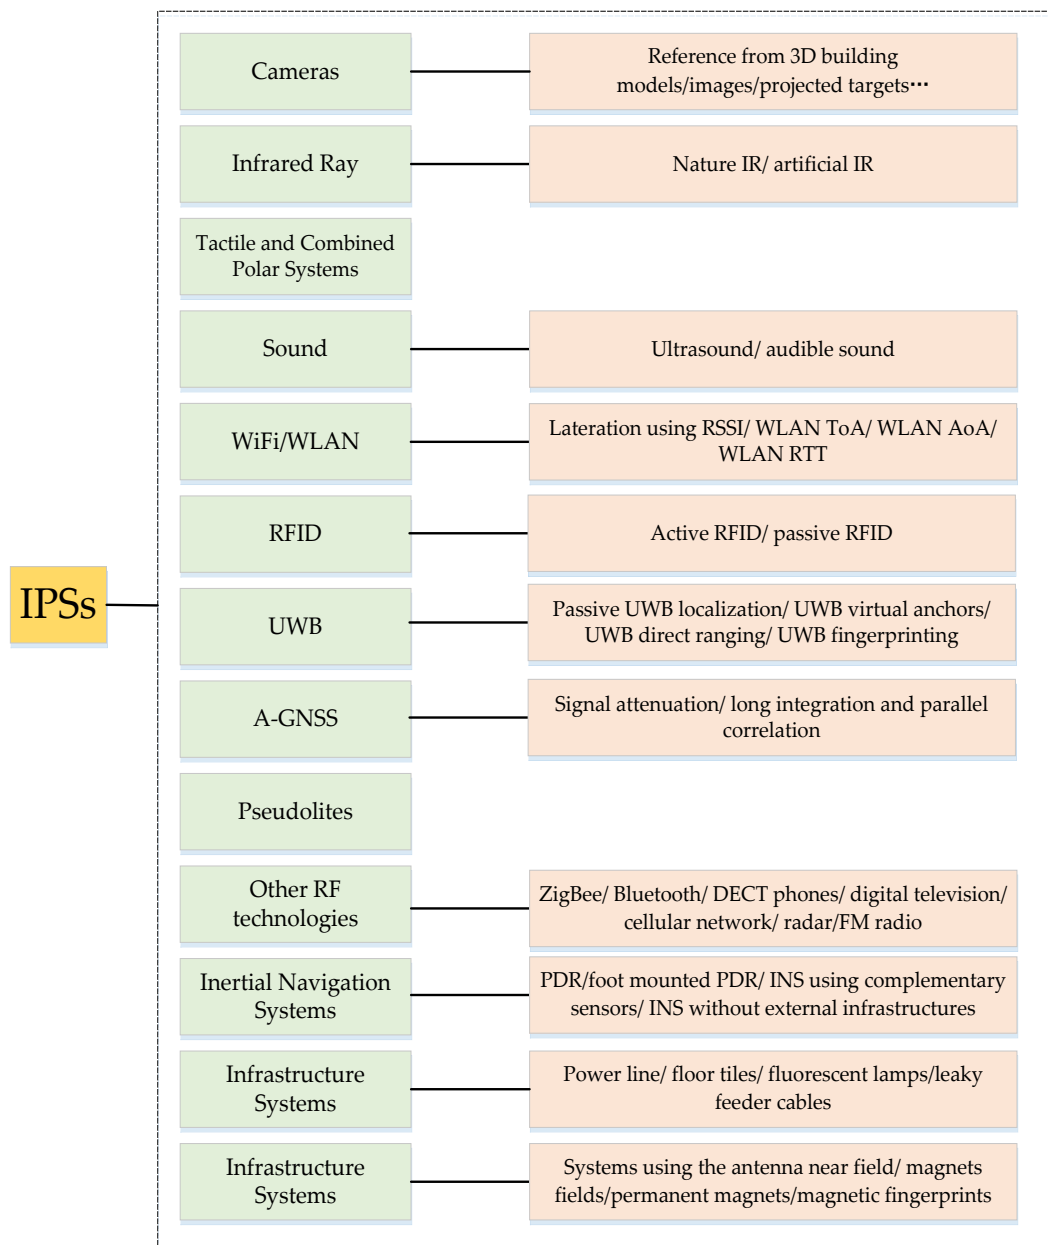 Cameras
Reference from 3D building
models/images/projected targets···
Infrared Ray
Nature IR/ artificial IR
Tactile and Combined
Polar Systems
Sound
Ultrasound/ audible sound
WiFi/WLAN
Lateration using RSSI/ WLAN ToA/ WLAN AoA/
WLAN RTT
RFID
Active RFID/ passive RFID
IPSs
UWB
Passive UWB localization/ UWB virtual anchors/
UWB direct ranging/ UWB fingerprinting
A-GNSS
Signal attenuation/ long integration and parallel
correlation
Pseudolites
Other RF
technologies
ZigBee/ Bluetooth/ DECT phones/ digital television/
cellular network/ radar/FM radio
Inertial Navigation
Systems
PDR/foot mounted PDR/ INS using complementary
sensors/ INS without external infrastructures
Infrastructure
Systems
Power line/ floor tiles/ fluorescent lamps/leaky
feeder cables
Infrastructure
Systems
Systems using the antenna near field/ magnets
fields/permanent magnets/magnetic fingerprints